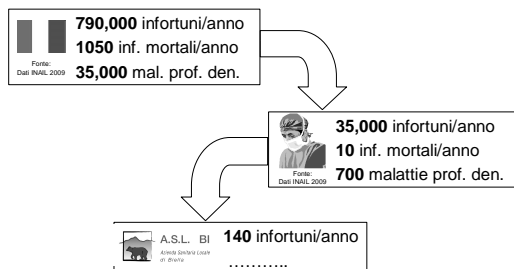 790,000 infortuni/anno
1050 inf. mortali/anno
35,000 mal. prof. den.
Fonte:
Dati INAIL 2009
35,000 infortuni/anno
10 inf. mortali/anno
700 malattie prof. den.
Fonte:
Dati INAIL 2009
140 infortuni/anno
A.S.L. BI
Azienda Sanitaria Locale
di Biella
………..